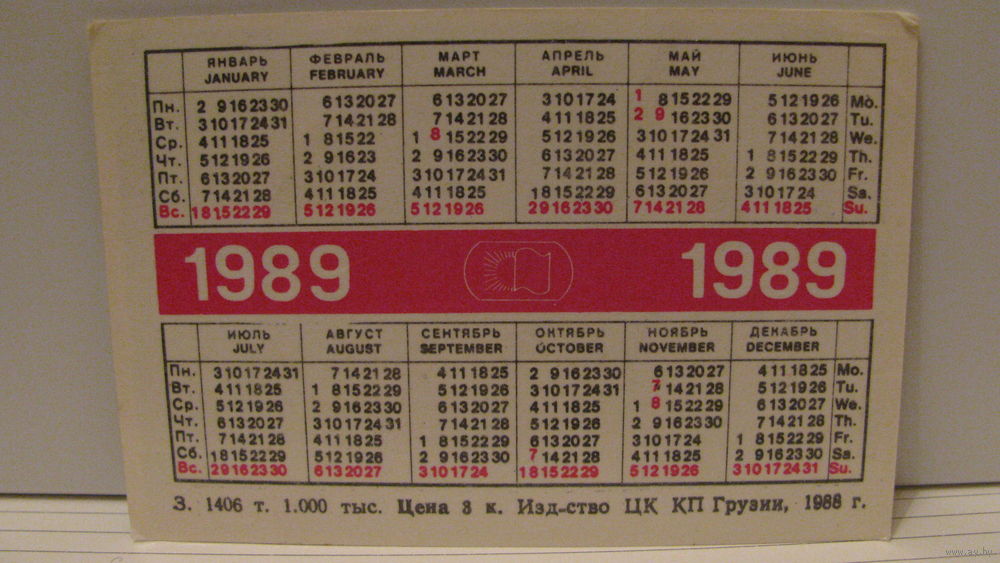 ЯНВАРЬ ФЕВРАЛЬ МАРТ АПРЕЛЬ МАЙ ИЮНЬ
JANUARY FEBRUARY MARCH APRIL MAY JUNE
Пн. 2 9 16 23 30 6 13 20 27 6 13 20 27 3 10 17 24 1 8 15 22 29 5 12 19 26 Mo.
Вт. 3 10 17 24 31 7 14 21 28 7 14 21 28 4 11 18 25 2 9 16 23 30 6 13 20 27 Tu.
Ср. 4 11 18 25 1 8 15 22 1 8 15 22 29 5 12 19 26 3 10 17 24 31 7 14 21 28 We.
Чт. 5 12 19 26 2 9 16 23 2 9 16 23 30 6 13 20 27 4 11 18 25 1 8 15 22 29 Th.
Пт. 6 13 20 27 3 10 17 24 3 10 17 24 31 7 14 21 28 5 12 19 26 2 9 16 23 30 Fr.
Сб. 7 14 21 28 4 11 18 25 4 11 18 25 1 8 15 22 29 6 13 20 27 3 10 17 24 Sa.
Вс. 1 8 15 22 29 5 12 19 26 5 12 19 26 2 9 16 23 30 7 14 21 28 4 11 18 25 Su.
1989 1989
ИЮЛЬ АВГУСТ СЕНТЯБРЬ ОКТЯБРЬ НОЯБРЬ ДЕКАБРЬ
JULY AUGUST SEPTEMBER OCTOBER NOVEMBER DECEMBER
Пн. 3 10 17 24 31 7 14 21 28 4 11 18 25 2 9 16 23 30 6 13 20 27 4 11 18 25 Mo.
Вт. 4 11 18 25 1 8 15 22 29 5 12 19 26 3 10 17 24 31 7 14 21 28 5 12 19 26 Tu.
Ср. 5 12 19 26 2 9 16 23 30 6 13 20 27 4 11 18 25 1 8 15 22 29 6 13 20 27 We.
Чт. 6 13 20 27 3 10 17 24 31 7 14 21 28 5 12 19 26 2 9 16 23 30 7 14 21 28 Th.
Пт. 7 14 21 28 4 11 18 25 1 8 15 22 29 6 13 20 27 3 10 17 24 1 8 15 22 29 Fr.
Сб. 1 8 15 22 29 5 12 19 26 2 9 16 23 30 7 14 21 28 4 11 18 25 2 9 16 23 30 Sa.
Вс. 2 9 16 23 30 6 13 20 27 3 10 17 24 1 8 15 22 29 5 12 19 26 3 10 17 24 31 Su.
З. 1406 т. 1.000 тыс. Цена 3 к. Изд-ство ЦК КП Грузии, 1988 г.
www.ay.by